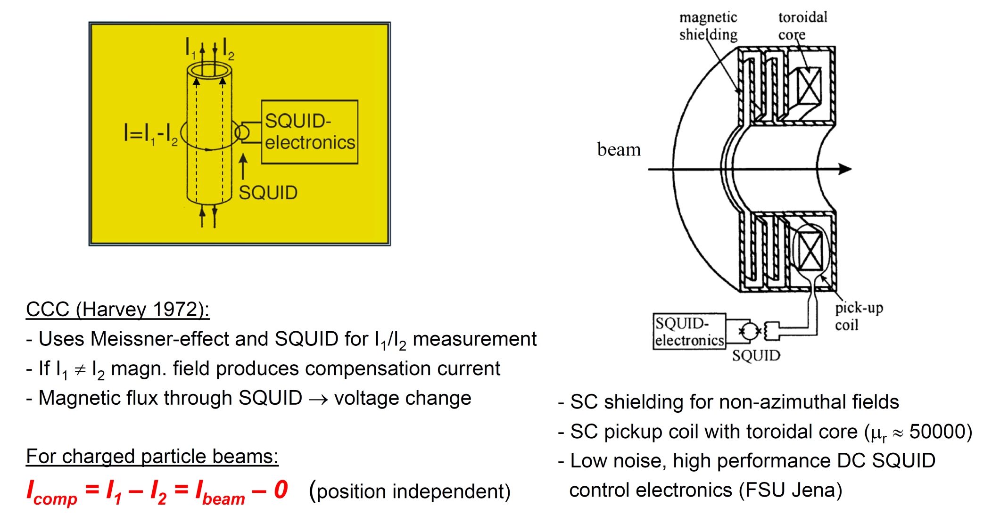 I₁ I₂
I=I₁-I₂
SQUID-
electronics
SQUID
CCC (Harvey 1972):
- Uses Meissner-effect and SQUID for I₁/I₂ measurement
- If I₁ ≠ I₂ magn. field produces compensation current
- Magnetic flux through SQUID → voltage change
For charged particle beams:
I_comp = I₁ – I₂ = I_beam – 0 (position independent)
magnetic
shielding
toroidal
core
beam
pick-up
coil
SQUID-
electronics
SQUID
- SC shielding for non-azimuthal fields
- SC pickup coil with toroidal core (μᵣ ≈ 50000)
- Low noise, high performance DC SQUID
control electronics (FSU Jena)